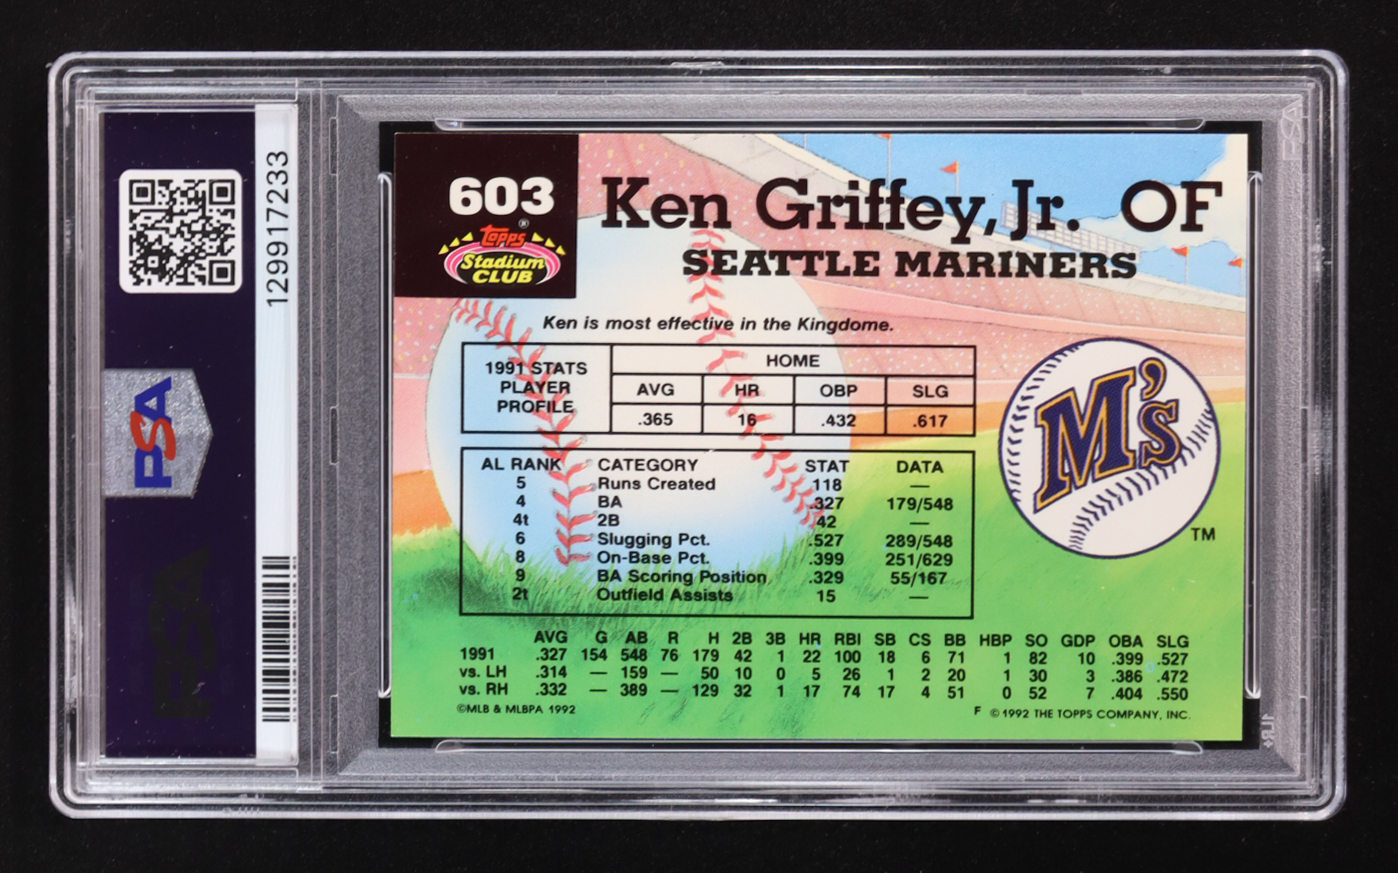 129917233
PSA
PSA
603
Topps®
Stadium
CLUB
Ken Griffey, Jr. OF
SEATTLE MARINERS
Ken is most effective in the Kingdome.
1991 STATS PLAYER PROFILE
HOME
AVG HR OBP SLG
.365 16 .432 .617
AL RANK CATEGORY STAT DATA
5 Runs Created 118 —
4 BA .327 179/548
4t 2B 42 —
6 Slugging Pct. .527 289/548
8 On-Base Pct. .399 251/629
9 BA Scoring Position .329 55/167
2t Outfield Assists 15 —
M's
TM
AVG G AB R H 2B 3B HR RBI SB CS BB HBP SO GDP OBA SLG
1991 .327 154 548 76 179 42 1 22 100 18 6 71 1 82 10 .399 .527
vs. LH .314 — 159 — 50 10 0 5 26 1 2 20 1 30 3 .386 .472
vs. RH .332 — 389 — 129 32 1 17 74 17 4 51 0 52 7 .404 .550
©MLB & MLBPA 1992
F ©1992 THE TOPPS COMPANY, INC.